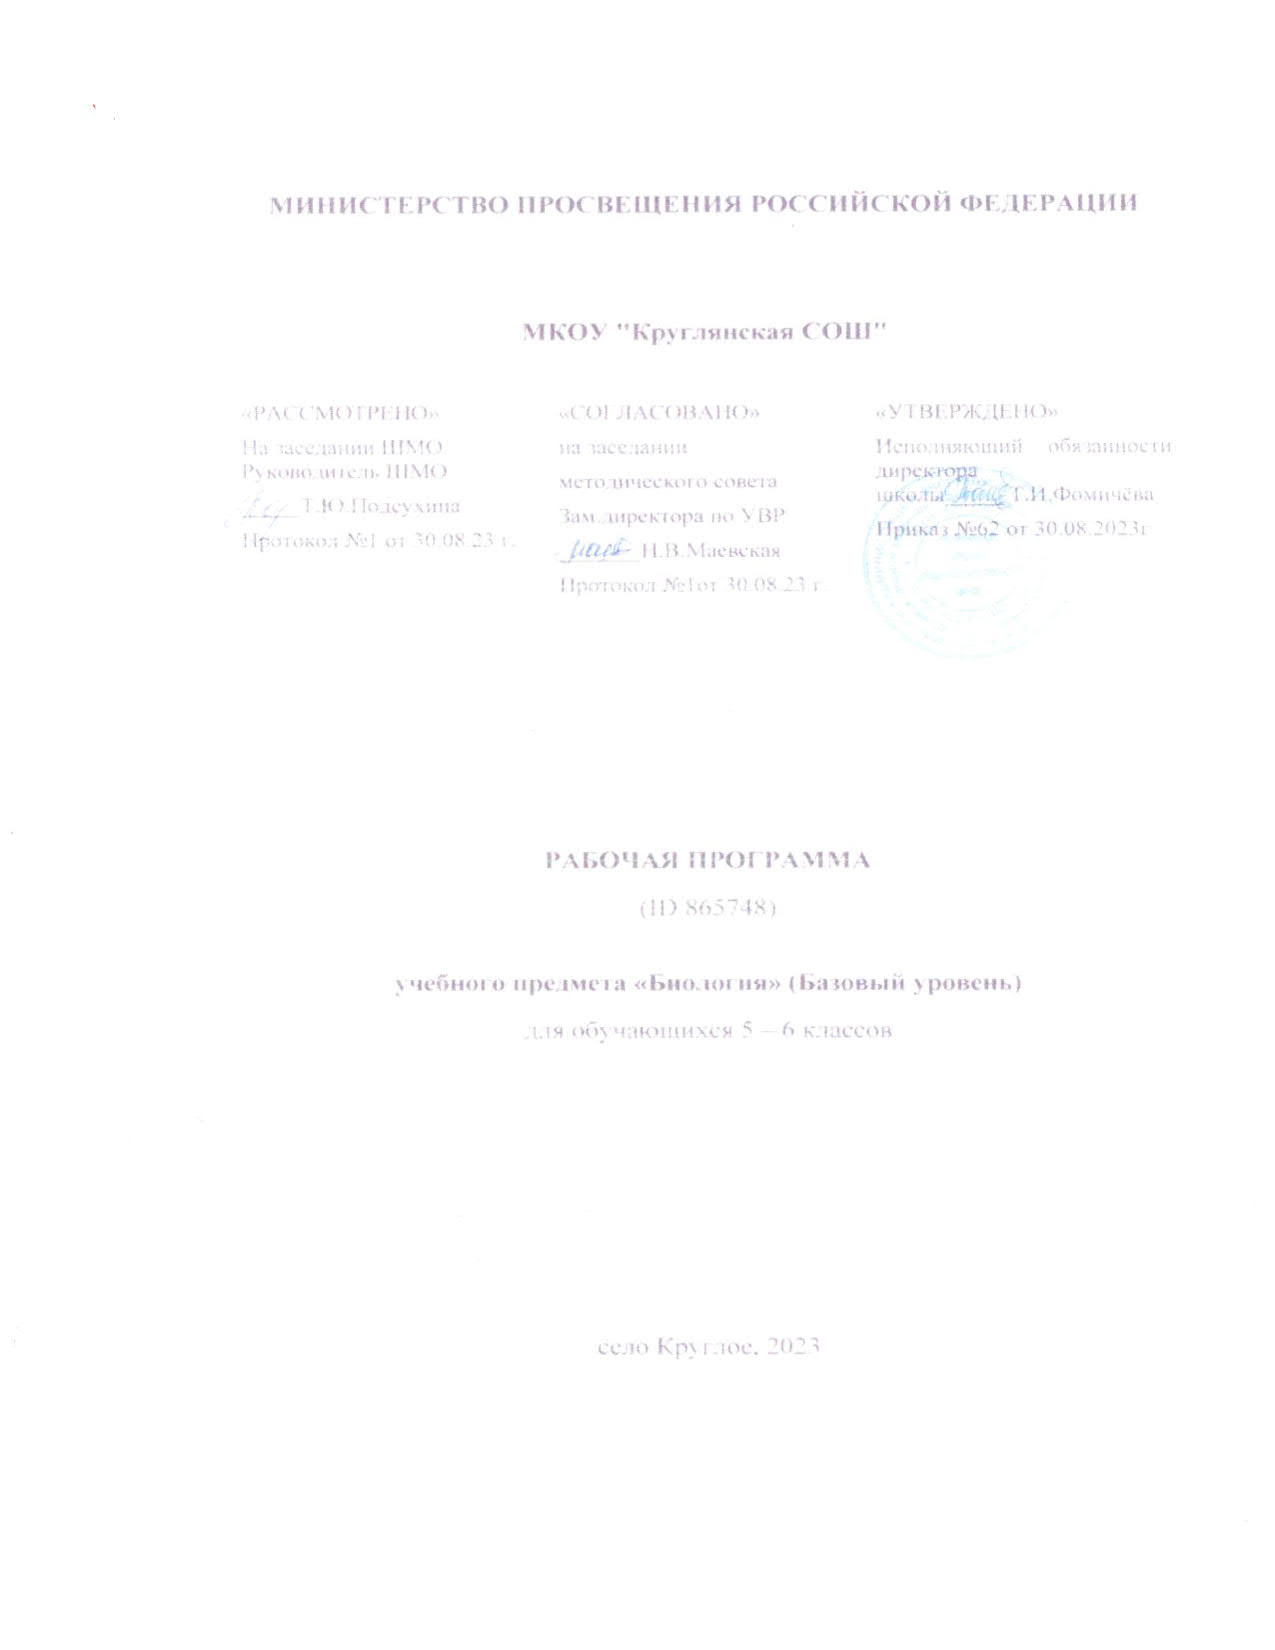 МИНИСТЕРСТВО ПРОСВЕЩЕНИЯ РОССИЙСКОЙ ФЕДЕРАЦИИ
МКОУ "Круглянская СОШ"
«РАССМОТРЕНО»
На заседании ШМО
Руководитель ШМО
Т.Ю.Подсухина
Протокол №1 от 30.08.23 г.
«СОГЛАСОВАНО»
на заседании
методического совета
Зам.директора по УВР
Н.В.Маевская
Протокол №1от 30.08.23 г.
«УТВЕРЖДЕНО»
Исполняющий обязанности
директора
школы Г.И.Фомичёва
Приказ №62 от 30.08.2023г
РАБОЧАЯ ПРОГРАММА
(ID 865748)
учебного предмета «Биология» (Базовый уровень)
для обучающихся 5 – 6 классов
село Круглое, 2023